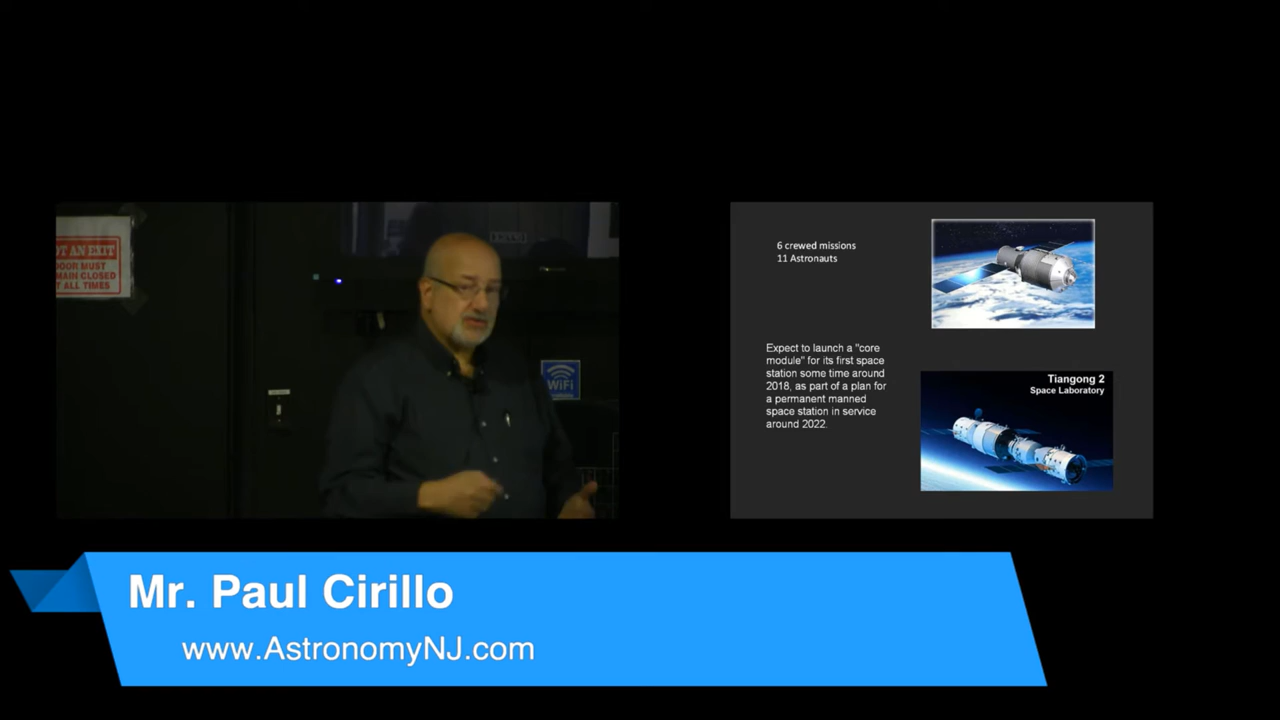 OT AN EXIT
DOOR MUST
MAIN CLOSED
T ALL TIMES
WiFi
6 crewed missions
11 Astronauts
Expect to launch a "core
module" for its first space
station some time around
2018, as part of a plan for
a permanent manned
space station in service
around 2022.
Tiangong 2
Space Laboratory
Mr. Paul Cirillo
www.AstronomyNJ.com